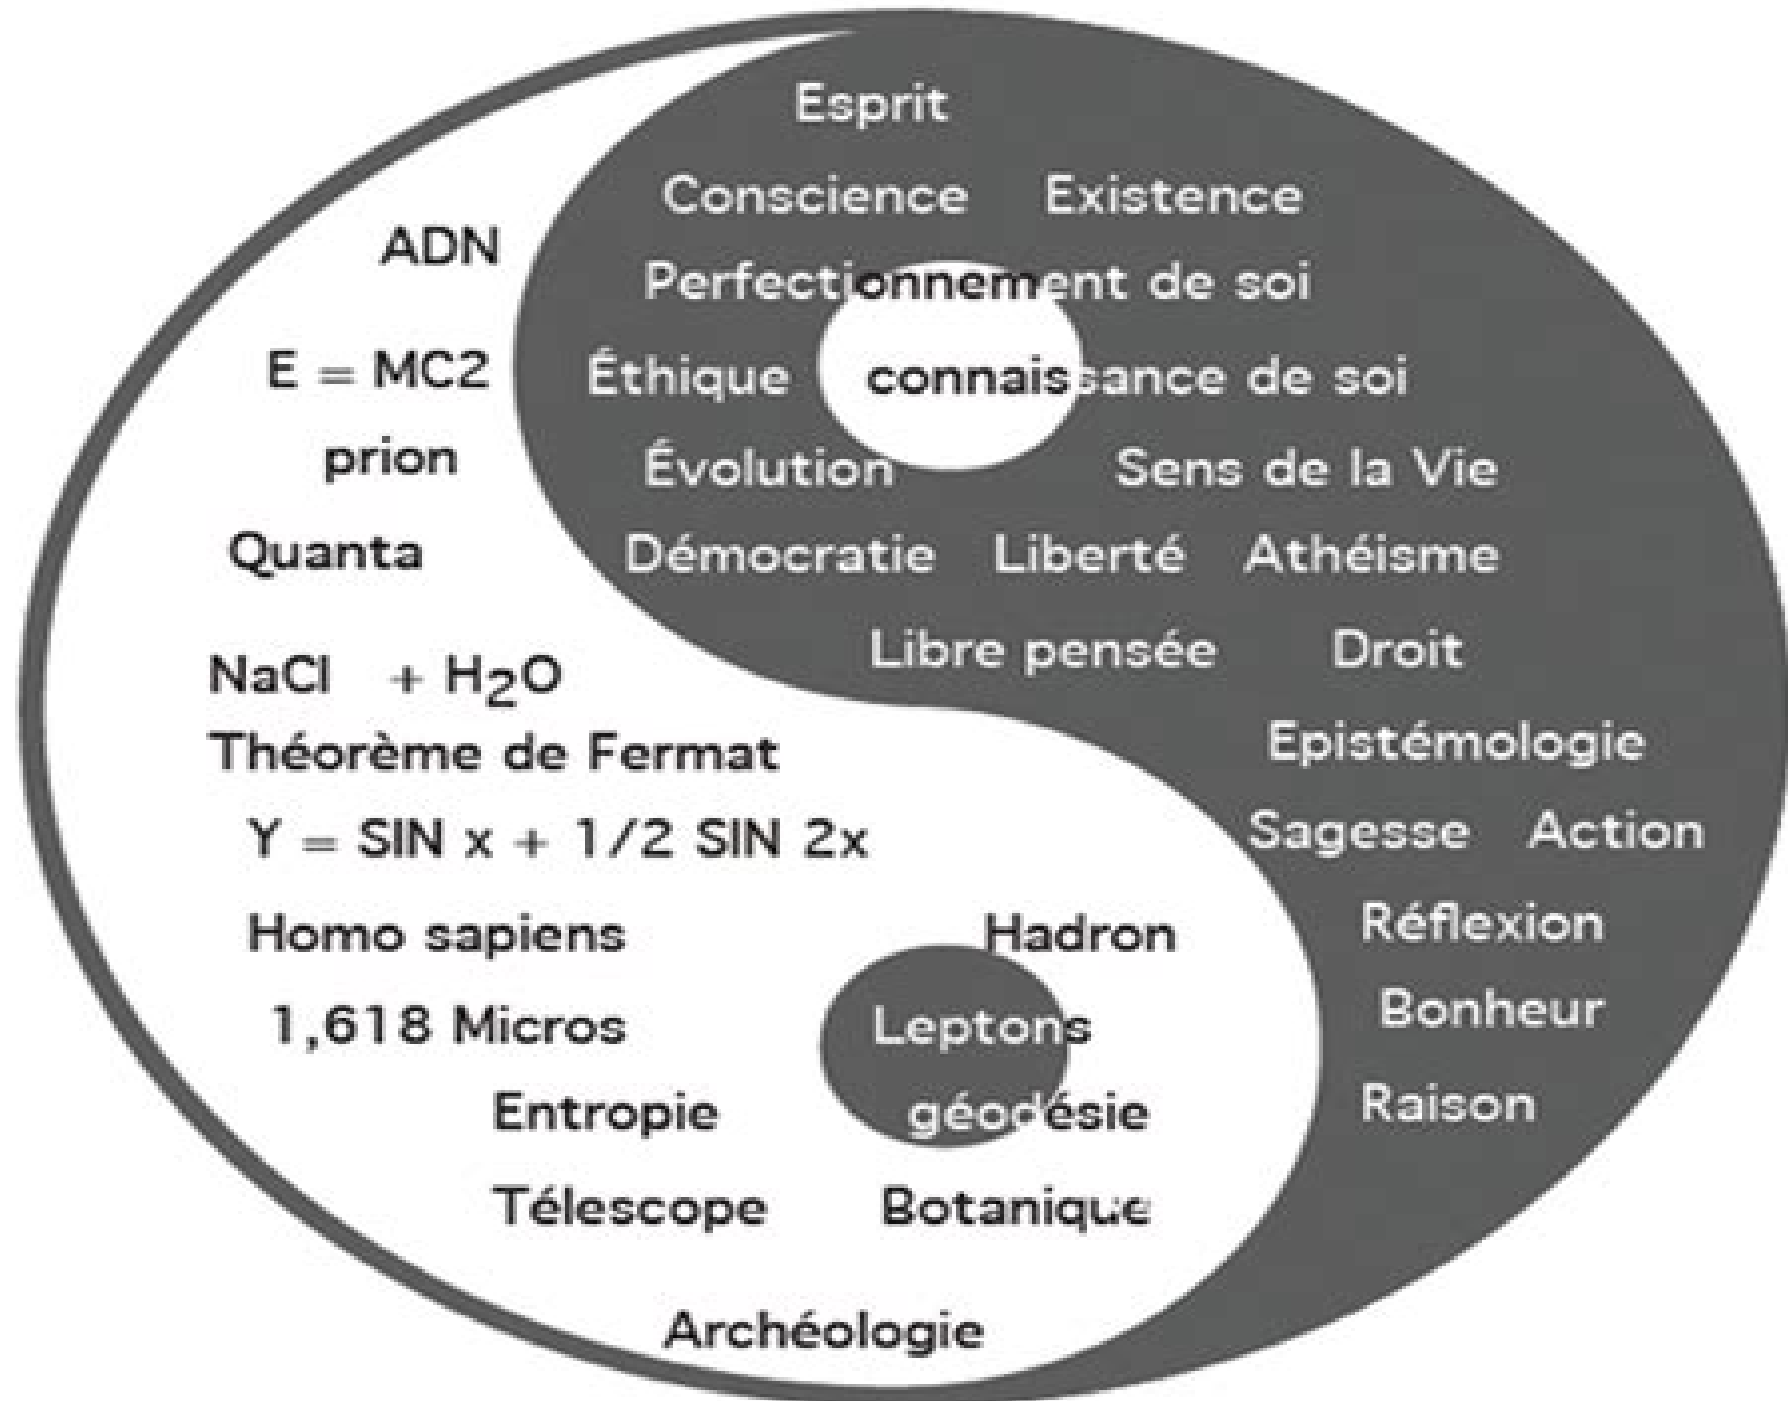 Esprit
Conscience Existence
ADN
Perfectionnement de soi
E = MC2
Éthique connaissance de soi
prion
Évolution Sens de la Vie
Quanta
Démocratie Liberté Athéisme
Libre pensée Droit
NaCl + H₂O
Théorème de Fermat
Epistémologie
Y = SIN x + 1/2 SIN 2x
Sagesse Action
Homo sapiens Hadron
Réflexion
1,618 Micros Leptons
Bonheur
Entropie géodésie
Raison
Télescope Botanique
Archéologie